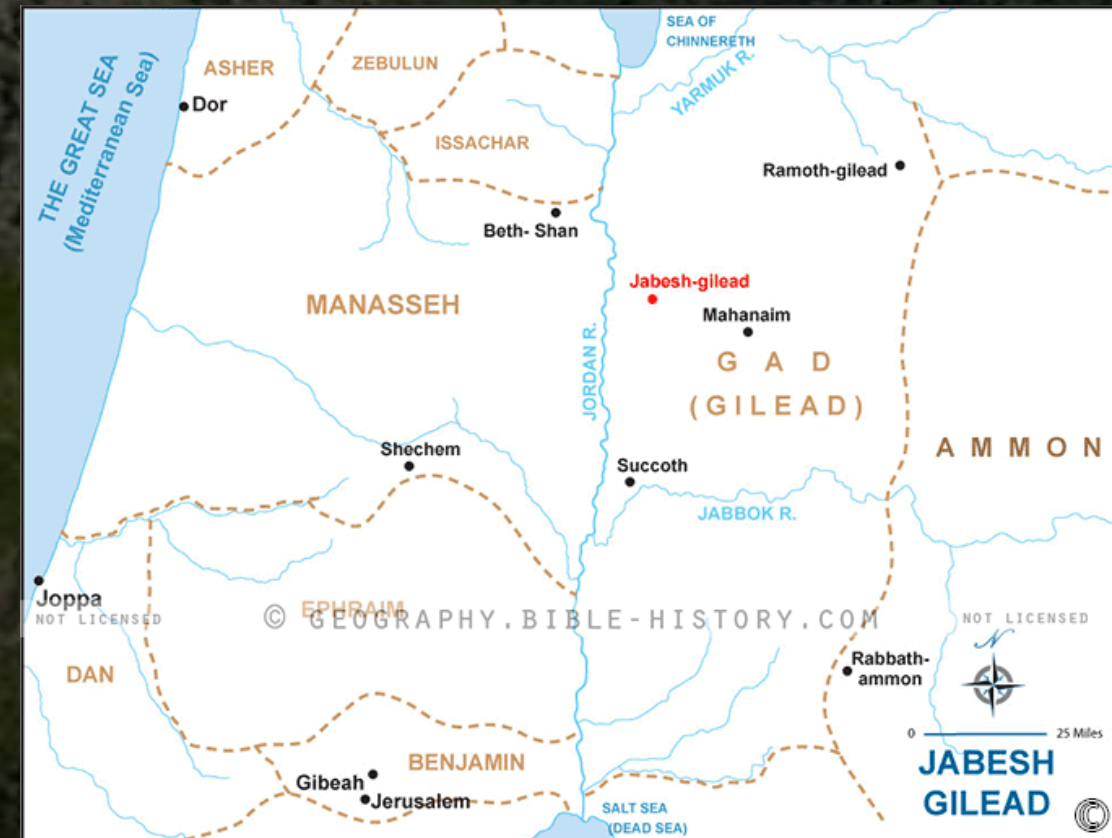 SEA OF
CHINNERETH
ASHER
ZEBULUN
YARMUK R.
THE GREAT SEA
(Mediterranean Sea)
Dor
ISSACHAR
Ramoth-gilead
Beth- Shan
Jabesh-gilead
MANASSEH
Mahanaim
JORDAN R.
G A D
(GILEAD)
AMMON
Shechem
Succoth
JABBOK R.
Joppa
NOT LICENSED
EPHRAIM
© GEOGRAPHY.BIBLE-HISTORY.COM
NOT LICENSED
N
DAN
Rabbath-
ammon
0 25 Miles
BENJAMIN
JABESH
GILEAD
Gibeah
Jerusalem
SALT SEA
(DEAD SEA)
©